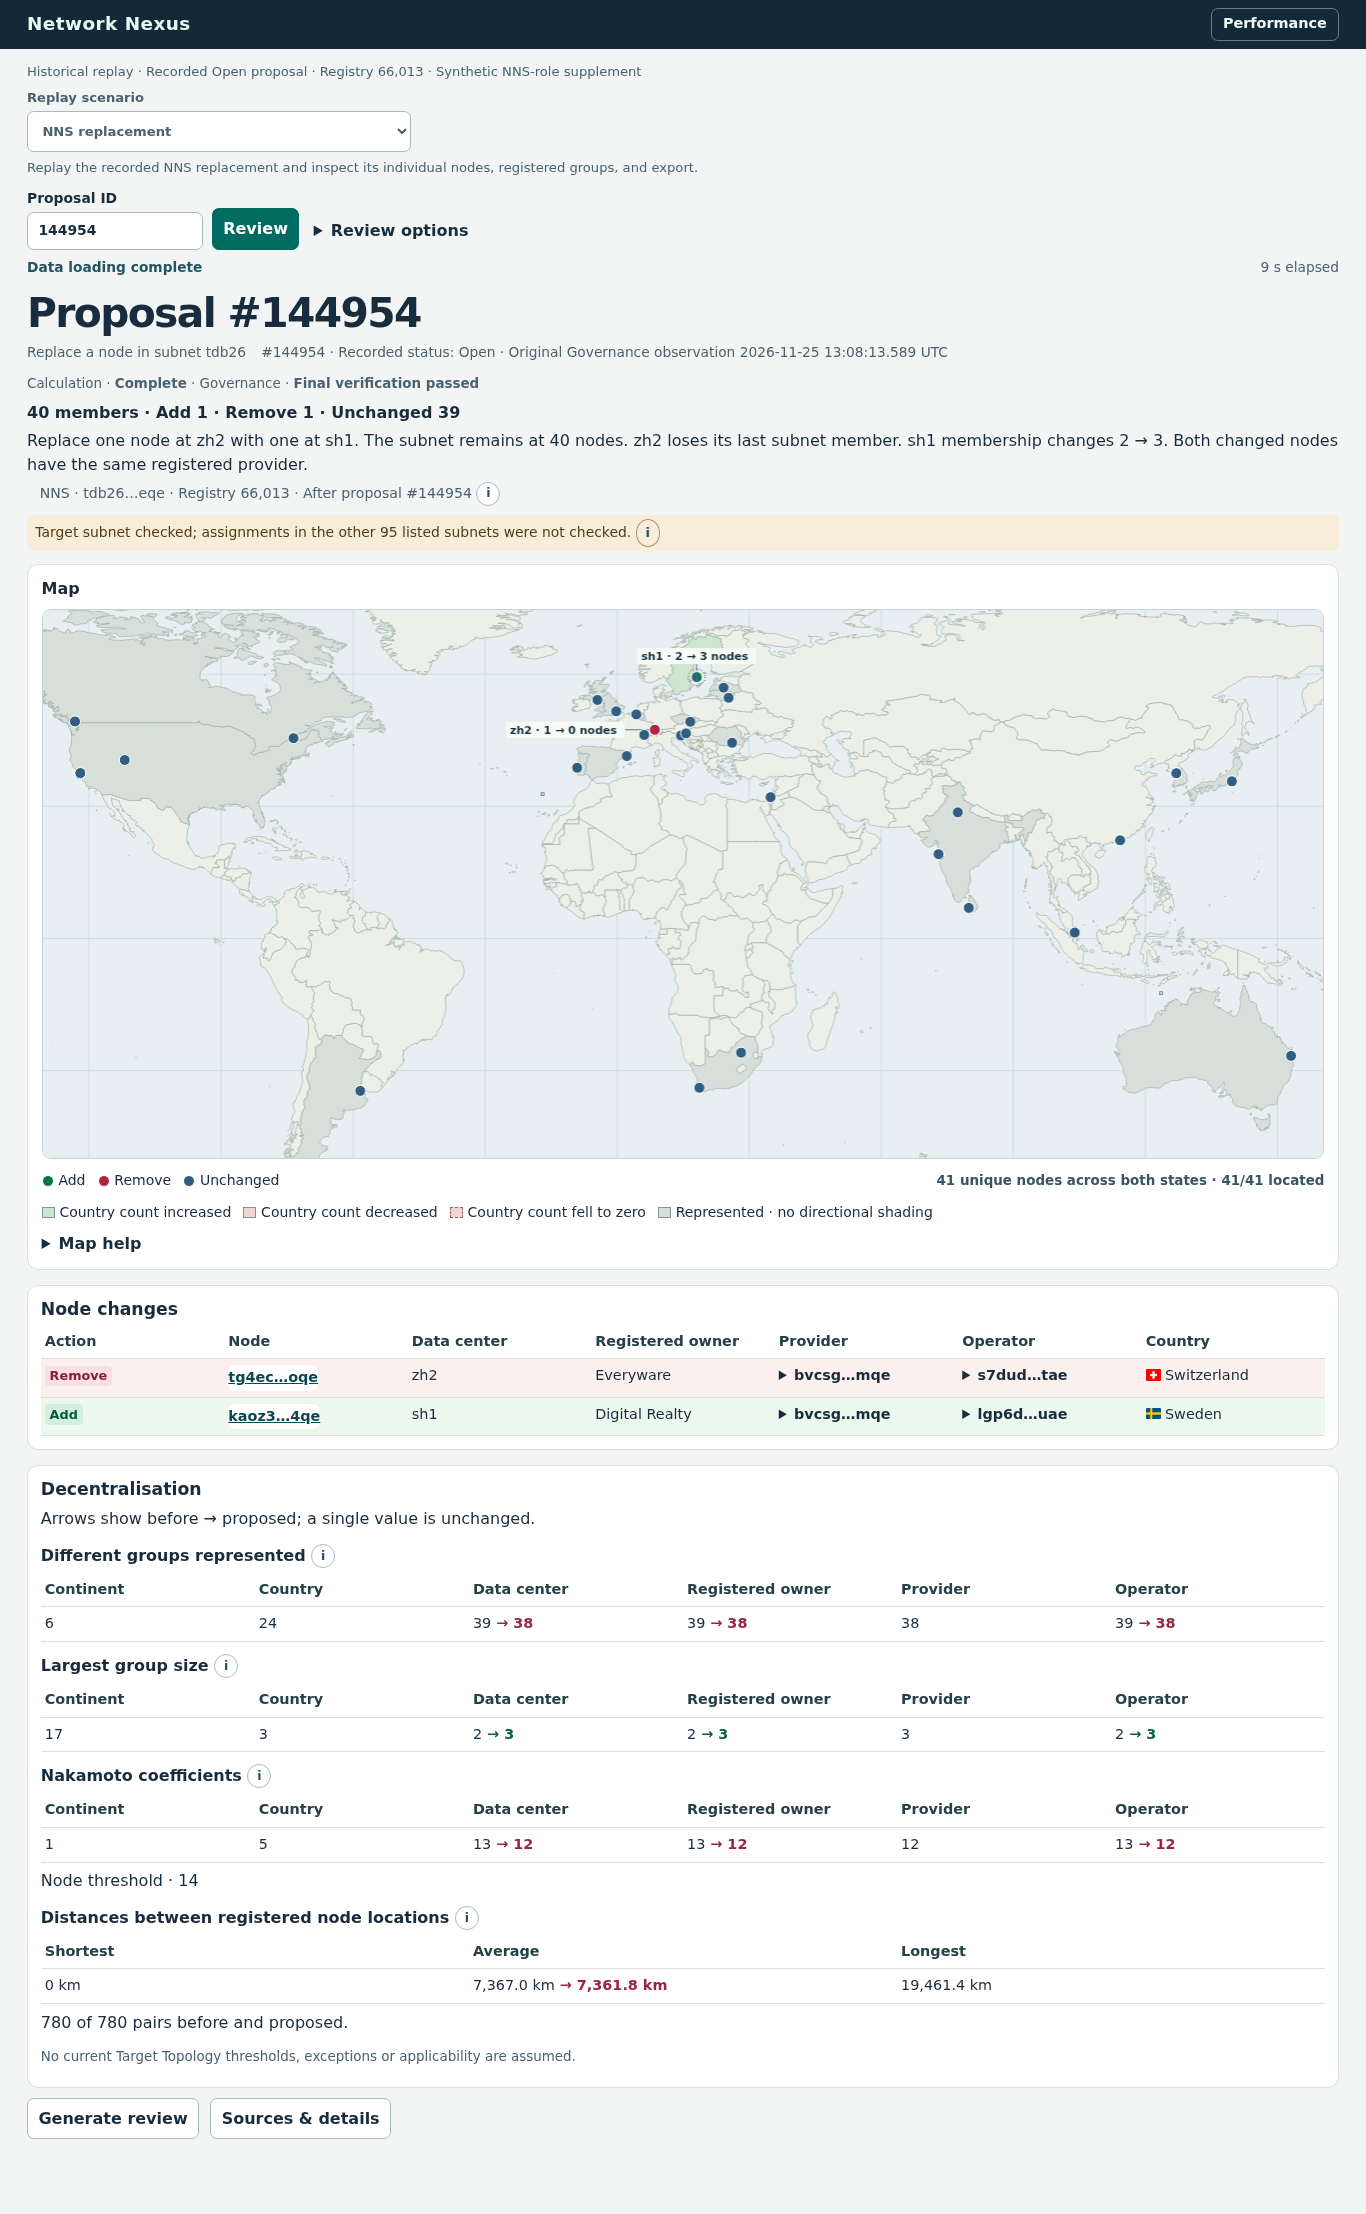 Network Nexus
Performance
Historical replay · Recorded Open proposal · Registry 66,013 · Synthetic NNS-role supplement
Replay scenario
NNS replacement
Replay the recorded NNS replacement and inspect its individual nodes, registered groups, and export.
Proposal ID
144954
Review
▶ Review options
Data loading complete
9 s elapsed
Proposal #144954
Replace a node in subnet tdb26 #144954 · Recorded status: Open · Original Governance observation 2026-11-25 13:08:13.589 UTC
Calculation · Complete · Governance · Final verification passed
40 members · Add 1 · Remove 1 · Unchanged 39
Replace one node at zh2 with one at sh1. The subnet remains at 40 nodes. zh2 loses its last subnet member. sh1 membership changes 2 → 3. Both changed nodes
have the same registered provider.
NNS · tdb26…eqe · Registry 66,013 · After proposal #144954 i
Target subnet checked; assignments in the other 95 listed subnets were not checked. i
Map
sh1 · 2 → 3 nodes
zh2 · 1 → 0 nodes
Add Remove Unchanged
41 unique nodes across both states · 41/41 located
Country count increased Country count decreased Country count fell to zero Represented · no directional shading
▶ Map help
Node changes
Action Node Data center Registered owner Provider Operator Country
Remove tg4ec…oqe zh2 Everyware ▶ bvcsg…mqe ▶ s7dud…tae Switzerland
Add kaoz3…4qe sh1 Digital Realty ▶ bvcsg…mqe ▶ lgp6d…uae Sweden
Decentralisation
Arrows show before → proposed; a single value is unchanged.
Different groups represented i
Continent Country Data center Registered owner Provider Operator
6 24 39 → 38 39 → 38 38 39 → 38
Largest group size i
Continent Country Data center Registered owner Provider Operator
17 3 2 → 3 2 → 3 3 2 → 3
Nakamoto coefficients i
Continent Country Data center Registered owner Provider Operator
1 5 13 → 12 13 → 12 12 13 → 12
Node threshold · 14
Distances between registered node locations i
Shortest Average Longest
0 km 7,367.0 km → 7,361.8 km 19,461.4 km
780 of 780 pairs before and proposed.
No current Target Topology thresholds, exceptions or applicability are assumed.
Generate review
Sources & details